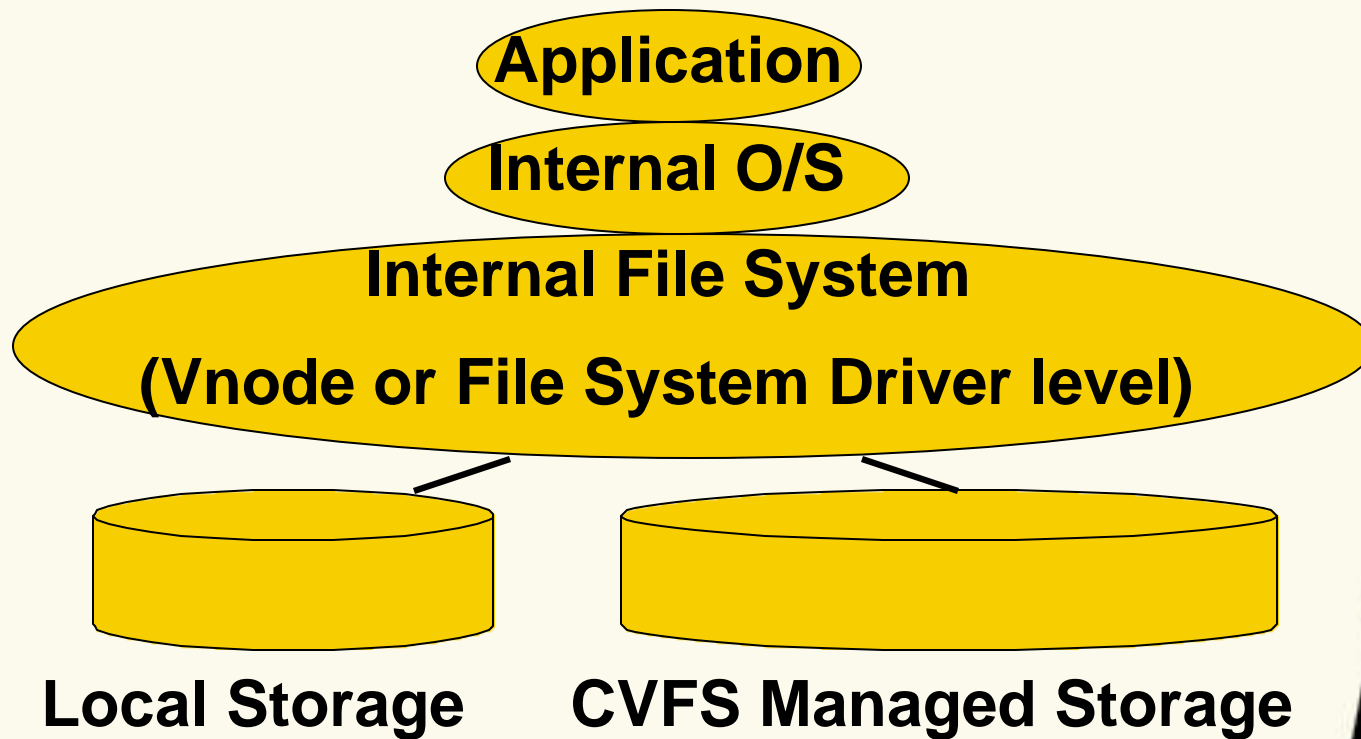 Application
Internal O/S
Internal File System
(Vnode or File System Driver level)
Local Storage
CVFS Managed Storage